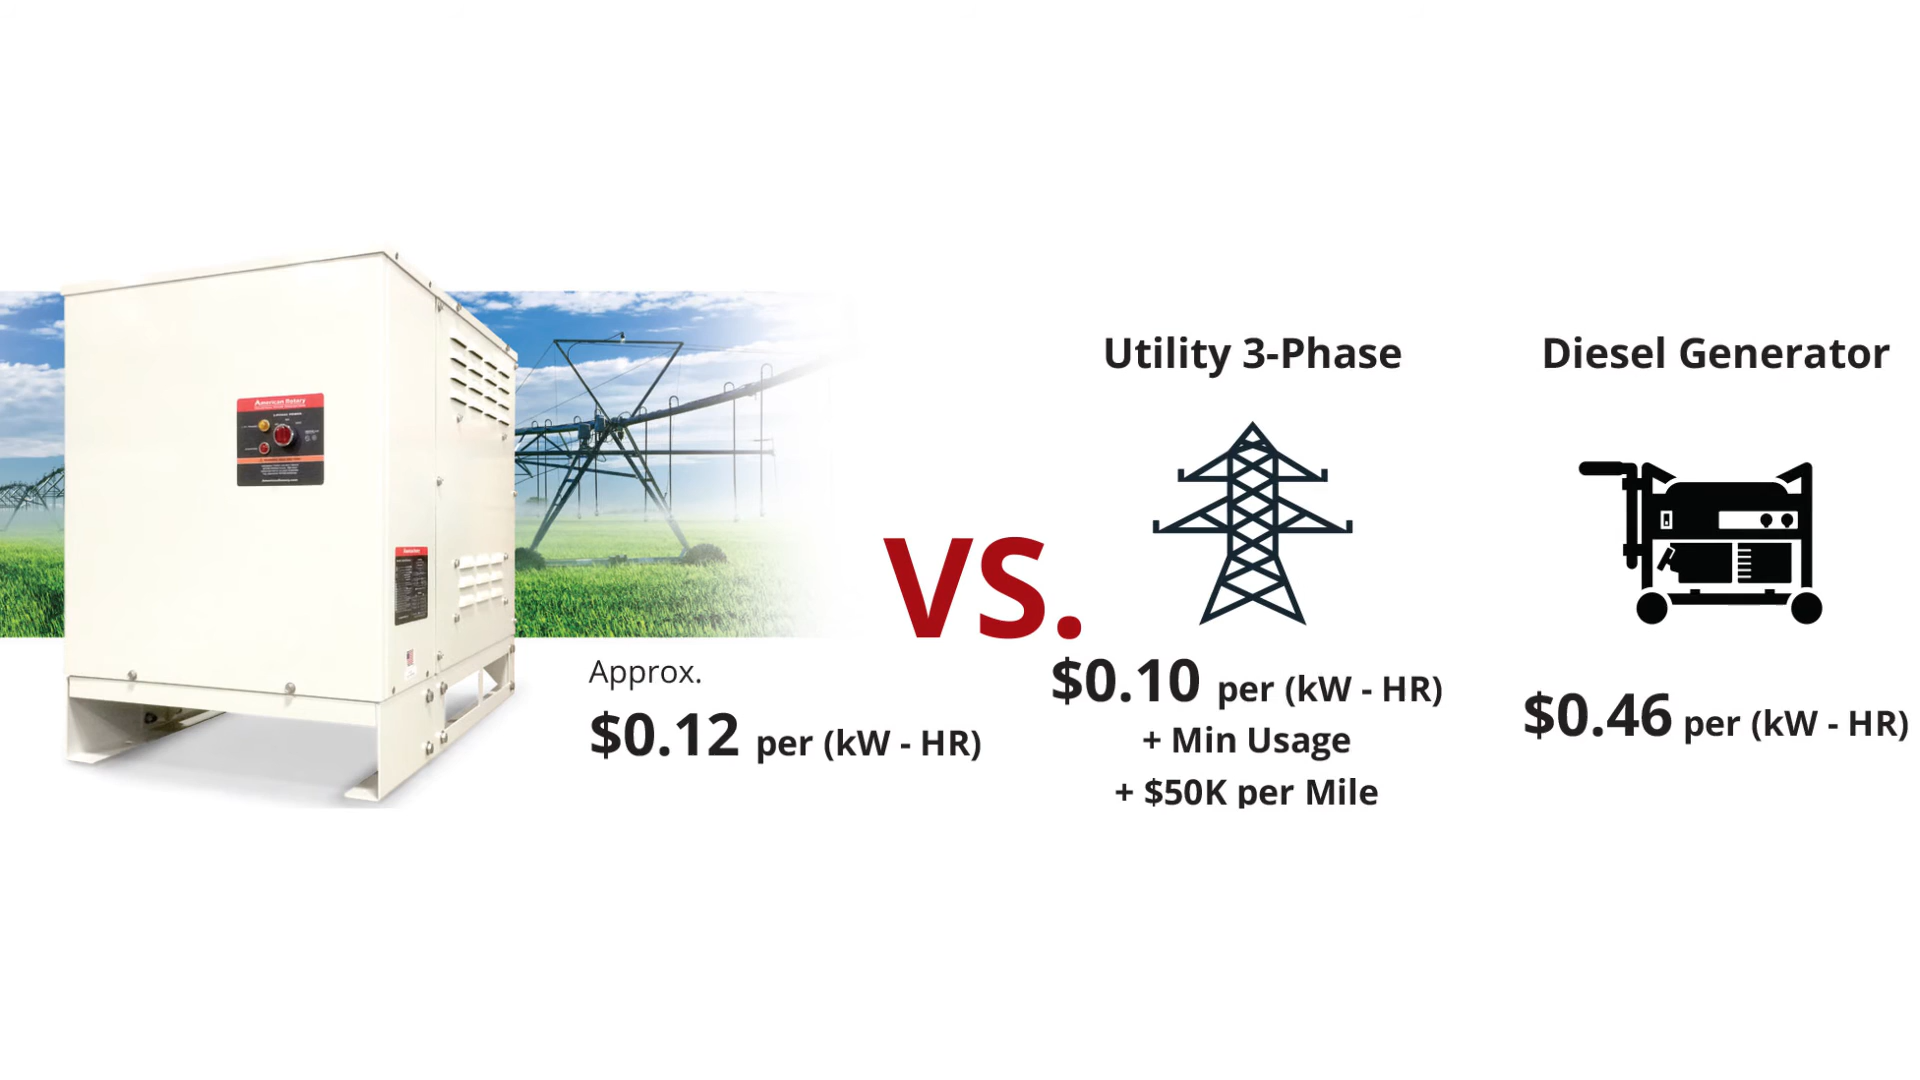 American Rotary
Approx.
$0.12 per (kW - HR)
VS.
Utility 3-Phase
$0.10 per (kW - HR)
+ Min Usage
+ $50K per Mile
Diesel Generator
$0.46 per (kW - HR)